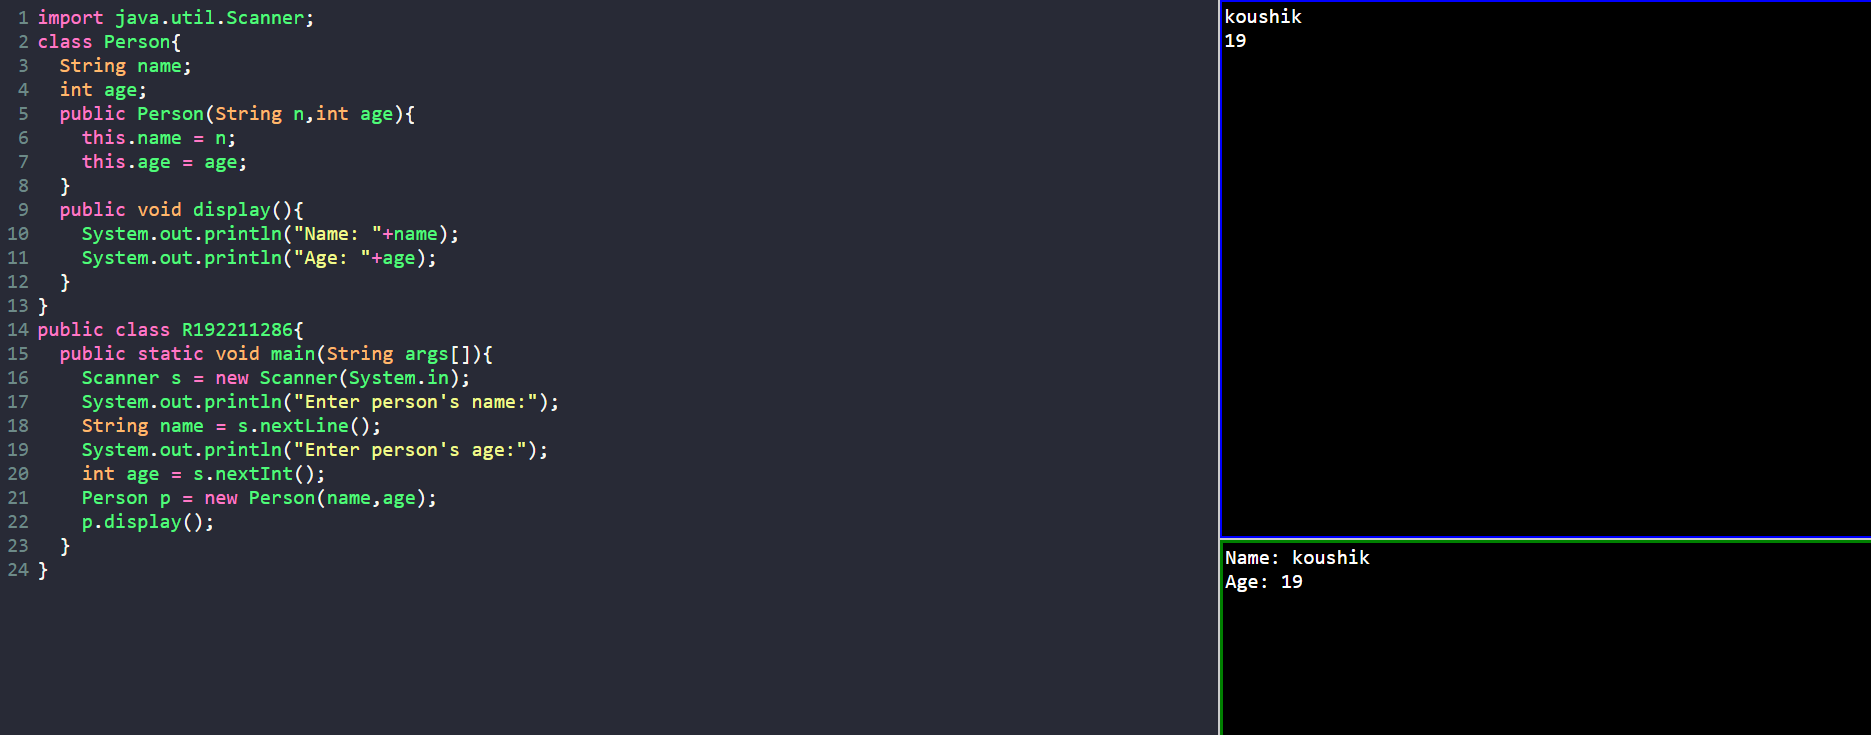 1 import java.util.Scanner;
2 class Person{
3   String name;
4   int age;
5   public Person(String n,int age){
6     this.name = n;
7     this.age = age;
8   }
9   public void display(){
10     System.out.println("Name: "+name);
11     System.out.println("Age: "+age);
12   }
13 }
14 public class R192211286{
15   public static void main(String args[]){
16     Scanner s = new Scanner(System.in);
17     System.out.println("Enter person's name:");
18     String name = s.nextLine();
19     System.out.println("Enter person's age:");
20     int age = s.nextInt();
21     Person p = new Person(name,age);
22     p.display();
23   }
24 }
koushik
19
Name: koushik
Age: 19